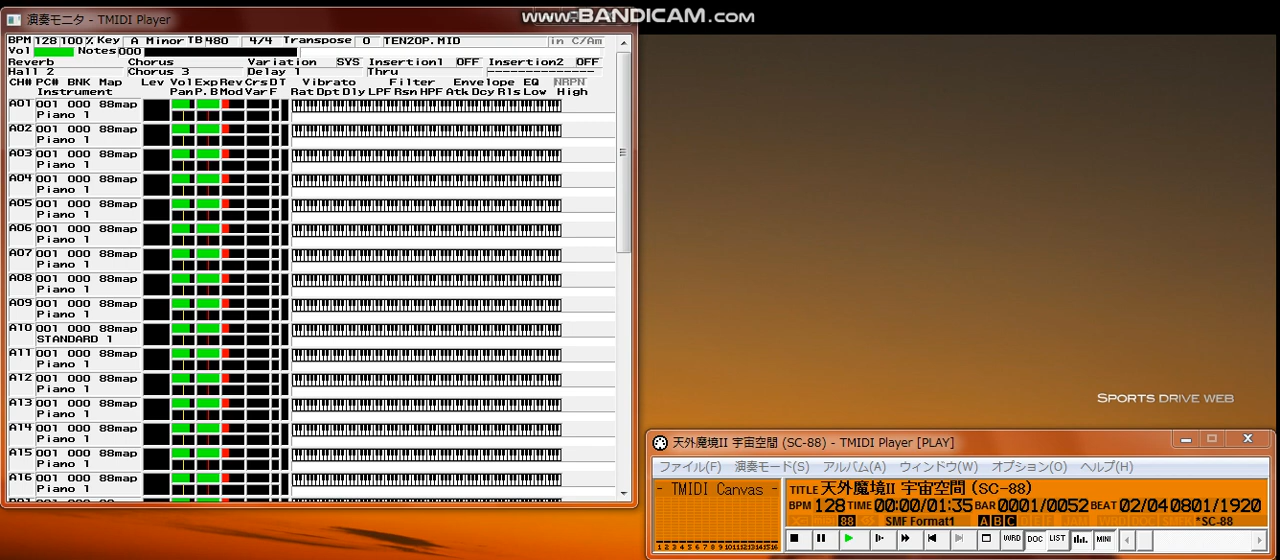 www.BANDICAM.com
演奏モニタ - TMIDI Player
BPM 128 100% Key A Minor TB 480 4/4 Transpose 0 TEN2OP.MID in C/Am
Vol Notes 000
Reverb Chorus Variation SYS Insertion1 OFF Insertion2 OFF
Hall 2 Chorus 3 Delay 1 Thru --------------
CH# PC# BNK Map Lev Vol Exp Rev Crs DT Vibrato Filter Envelope EQ NRPN
Instrument Pan P.B Mod Var F Rat Dpt Dly LPF Rsn HPF Atk Dcy Rls Low High
A01 001 000 88map
Piano 1
A02 001 000 88map
Piano 1
A03 001 000 88map
Piano 1
A04 001 000 88map
Piano 1
A05 001 000 88map
Piano 1
A06 001 000 88map
Piano 1
A07 001 000 88map
Piano 1
A08 001 000 88map
Piano 1
A09 001 000 88map
Piano 1
A10 001 000 88map
STANDARD 1
A11 001 000 88map
Piano 1
A12 001 000 88map
Piano 1
A13 001 000 88map
Piano 1
A14 001 000 88map
Piano 1
A15 001 000 88map
Piano 1
A16 001 000 88map
Piano 1
SPORTS DRIVE WEB
天外魔境II 宇宙空間 (SC-88) - TMIDI Player [PLAY]
ファイル(F) 演奏モード(S) アルバム(A) ウィンドウ(W) オプション(O) ヘルプ(H)
- TMIDI Canvas -
1 2 3 4 5 6 7 8 9 10 11 12 13 14 15 16
TITLE 天外魔境II 宇宙空間 (SC-88)
BPM 128 TIME 00:00/01:35 BAR 0001/0052 BEAT 02/04 0801/1920
88 SMF Format1 A B C *SC-88
WRD DOC LIST MINI